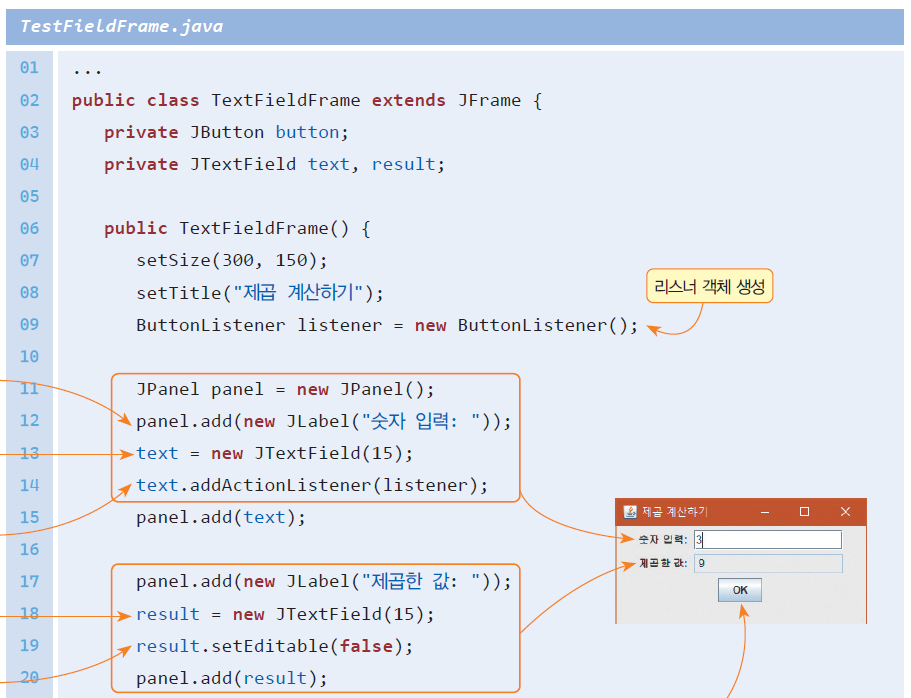 TestFieldFrame.java
01 ...
02 public class TextFieldFrame extends JFrame {
03 private JButton button;
04 private JTextField text, result;
05
06 public TextFieldFrame() {
07 setSize(300, 150);
08 setTitle("제곱 계산하기");
리스너 객체 생성
09 ButtonListener listener = new ButtonListener();
10
11 JPanel panel = new JPanel();
12 panel.add(new JLabel("숫자 입력: "));
13 text = new JTextField(15);
14 text.addActionListener(listener);
15 panel.add(text);
16
17 panel.add(new JLabel("제곱한 값: "));
18 result = new JTextField(15);
19 result.setEditable(false);
20 panel.add(result);
제곱 계산하기
숫자 입력: 3
제곱한 값: 9
OK